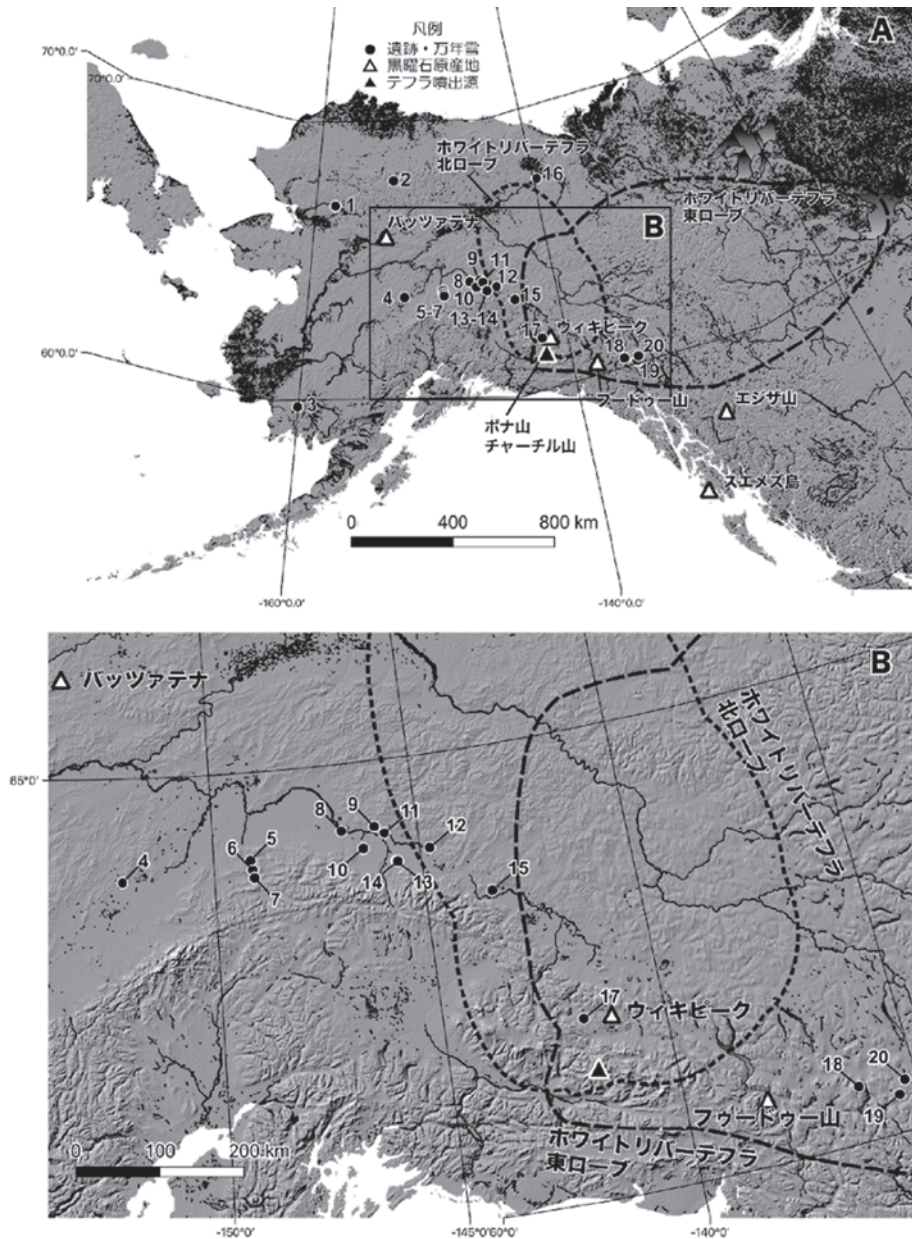 A
凡例
● 遺跡・万年雪
△ 黒曜石原産地
▲ テフラ噴出源
70°0.0'
70°0.0'
60°0.0'
-160°0.0'
-140°0.0'
ホワイトリバーテフラ
北ローブ
ホワイトリバーテフラ
東ローブ
B
バッツァテナ
ウィキピーク
フードゥー山
エジザ山
スエメズ島
ボナ山
チャーチル山
1
2
3
4
5-7
8
9
10
11
12
13-14
15
16
17
18
19
20
0 400 800 km
B
バッツァテナ
65°0'
ホワイトリバーテフラ
北ローブ
4
5
6
7
8
9
10
11
12
13
14
15
17
ウィキピーク
18
19
20
フゥードゥー山
ホワイトリバーテフラ
東ローブ
0 100 200 km
-150°0'
-145°0'60°0'
-140°0'